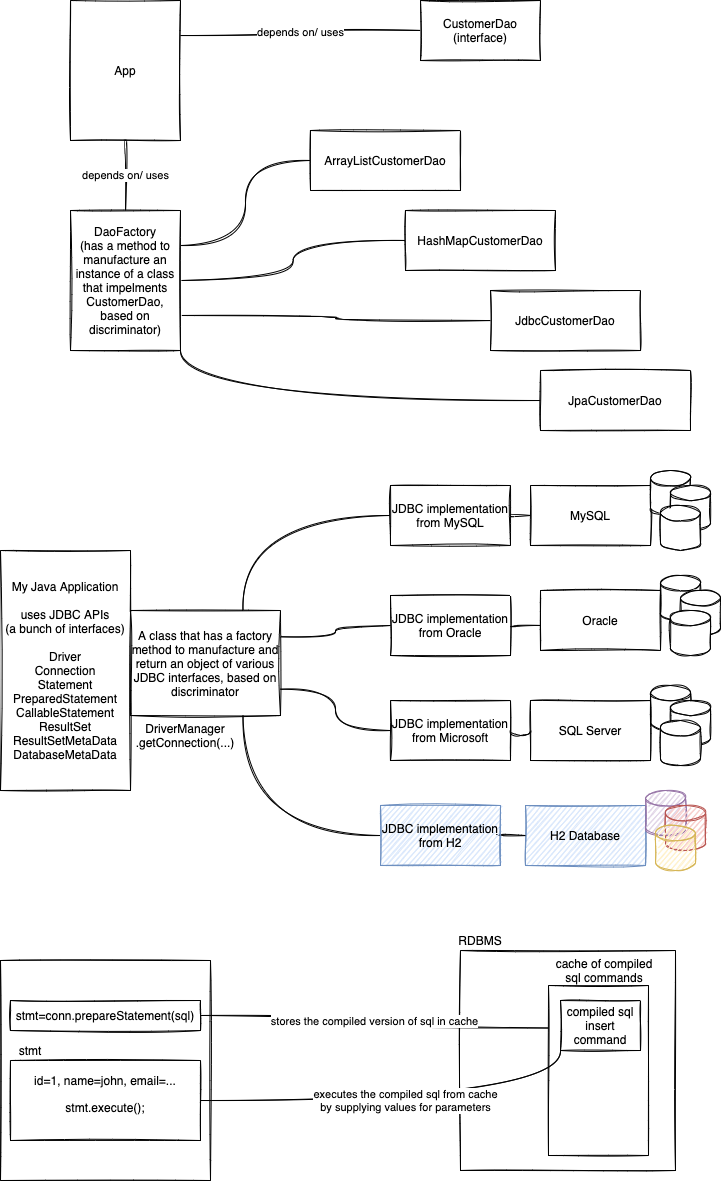 CustomerDao
(interface)
depends on/ uses
App
ArrayListCustomerDao
depends on/ uses
DaoFactory
(has a method to
manufacture an
instance of a class
that impelments
CustomerDao,
based on
discriminator)
HashMapCustomerDao
JdbcCustomerDao
JpaCustomerDao
JDBC implementation
from MySQL
MySQL
My Java Application
uses JDBC APIs
(a bunch of interfaces)
Driver
Connection
Statement
PreparedStatement
CallableStatement
ResultSet
ResultSetMetaData
DatabaseMetaData
A class that has a factory
method to manufacture and
return an object of various
JDBC interfaces, based on
discriminator
DriverManager
.getConnection(...)
JDBC implementation
from Oracle
Oracle
JDBC implementation
from Microsoft
SQL Server
JDBC implementation
from H2
H2 Database
RDBMS
cache of compiled
sql commands
stmt=conn.prepareStatement(sql)
stores the compiled version of sql in cache
compiled sql
insert
command
stmt
id=1, name=john, email=...
stmt.execute();
executes the compiled sql from cache
by supplying values for parameters